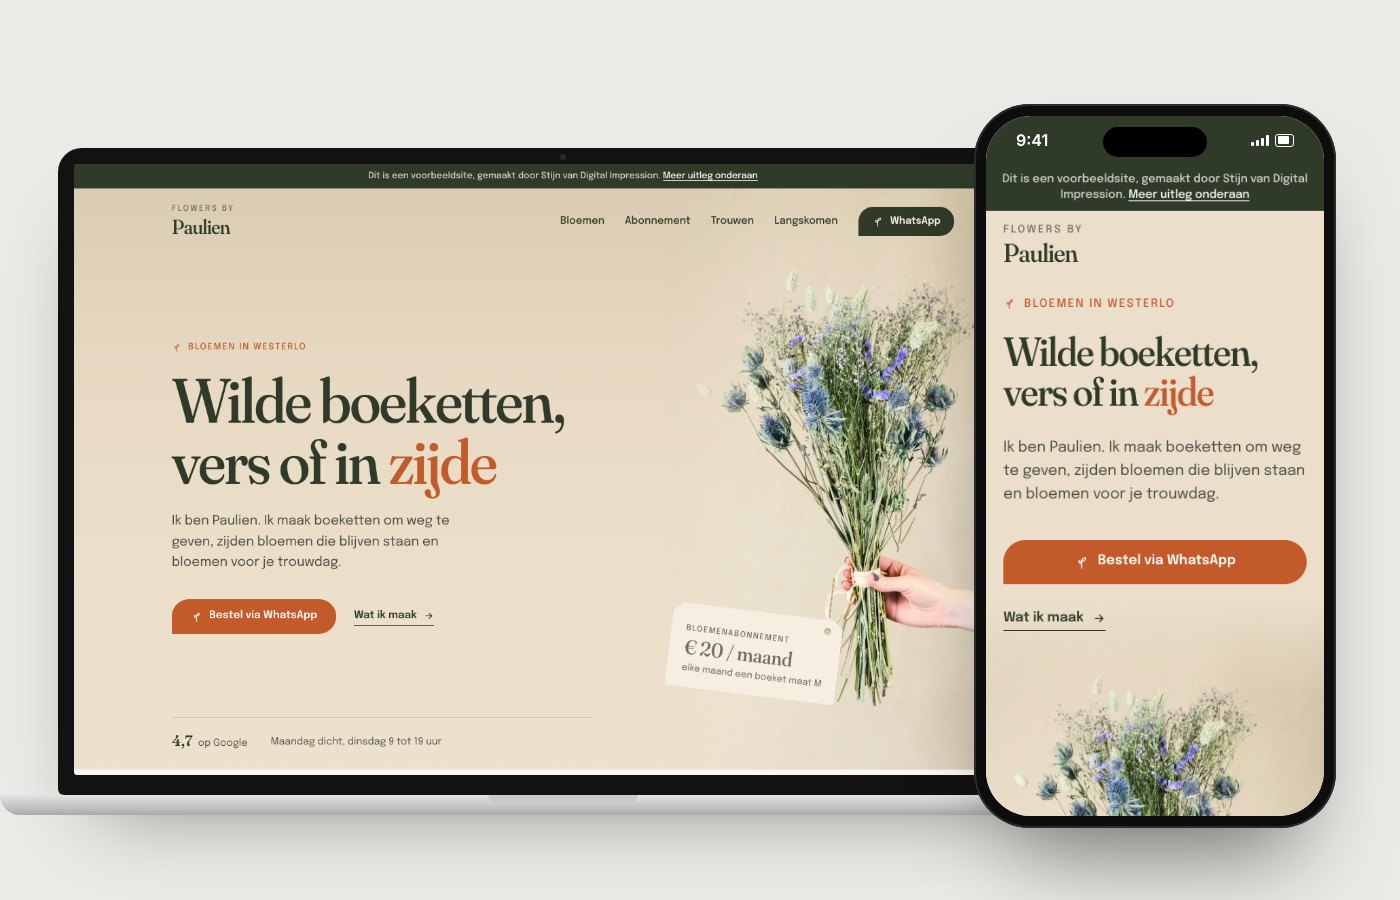 Dit is een voorbeeldsite, gemaakt door Stijn van Digital Impression. Meer uitleg onderaan
FLOWERS BY
Paulien
Bloemen
Abonnement
Trouwen
Langskomen
WhatsApp
BLOEMEN IN WESTERLO
Wilde boeketten,
vers of in zijde
Ik ben Paulien. Ik maak boeketten om weg te
geven, zijden bloemen die blijven staan en
bloemen voor je trouwdag.
Bestel via WhatsApp
Wat ik maak →
BLOEMENABONNEMENT
€ 20 / maand
elke maand een boeket maat M
4,7 op Google
Maandag dicht, dinsdag 9 tot 19 uur
9:41
Dit is een voorbeeldsite, gemaakt door Stijn van Digital
Impression. Meer uitleg onderaan
FLOWERS BY
Paulien
BLOEMEN IN WESTERLO
Wilde boeketten,
vers of in zijde
Ik ben Paulien. Ik maak boeketten om weg
te geven, zijden bloemen die blijven staan
en bloemen voor je trouwdag.
Bestel via WhatsApp
Wat ik maak →